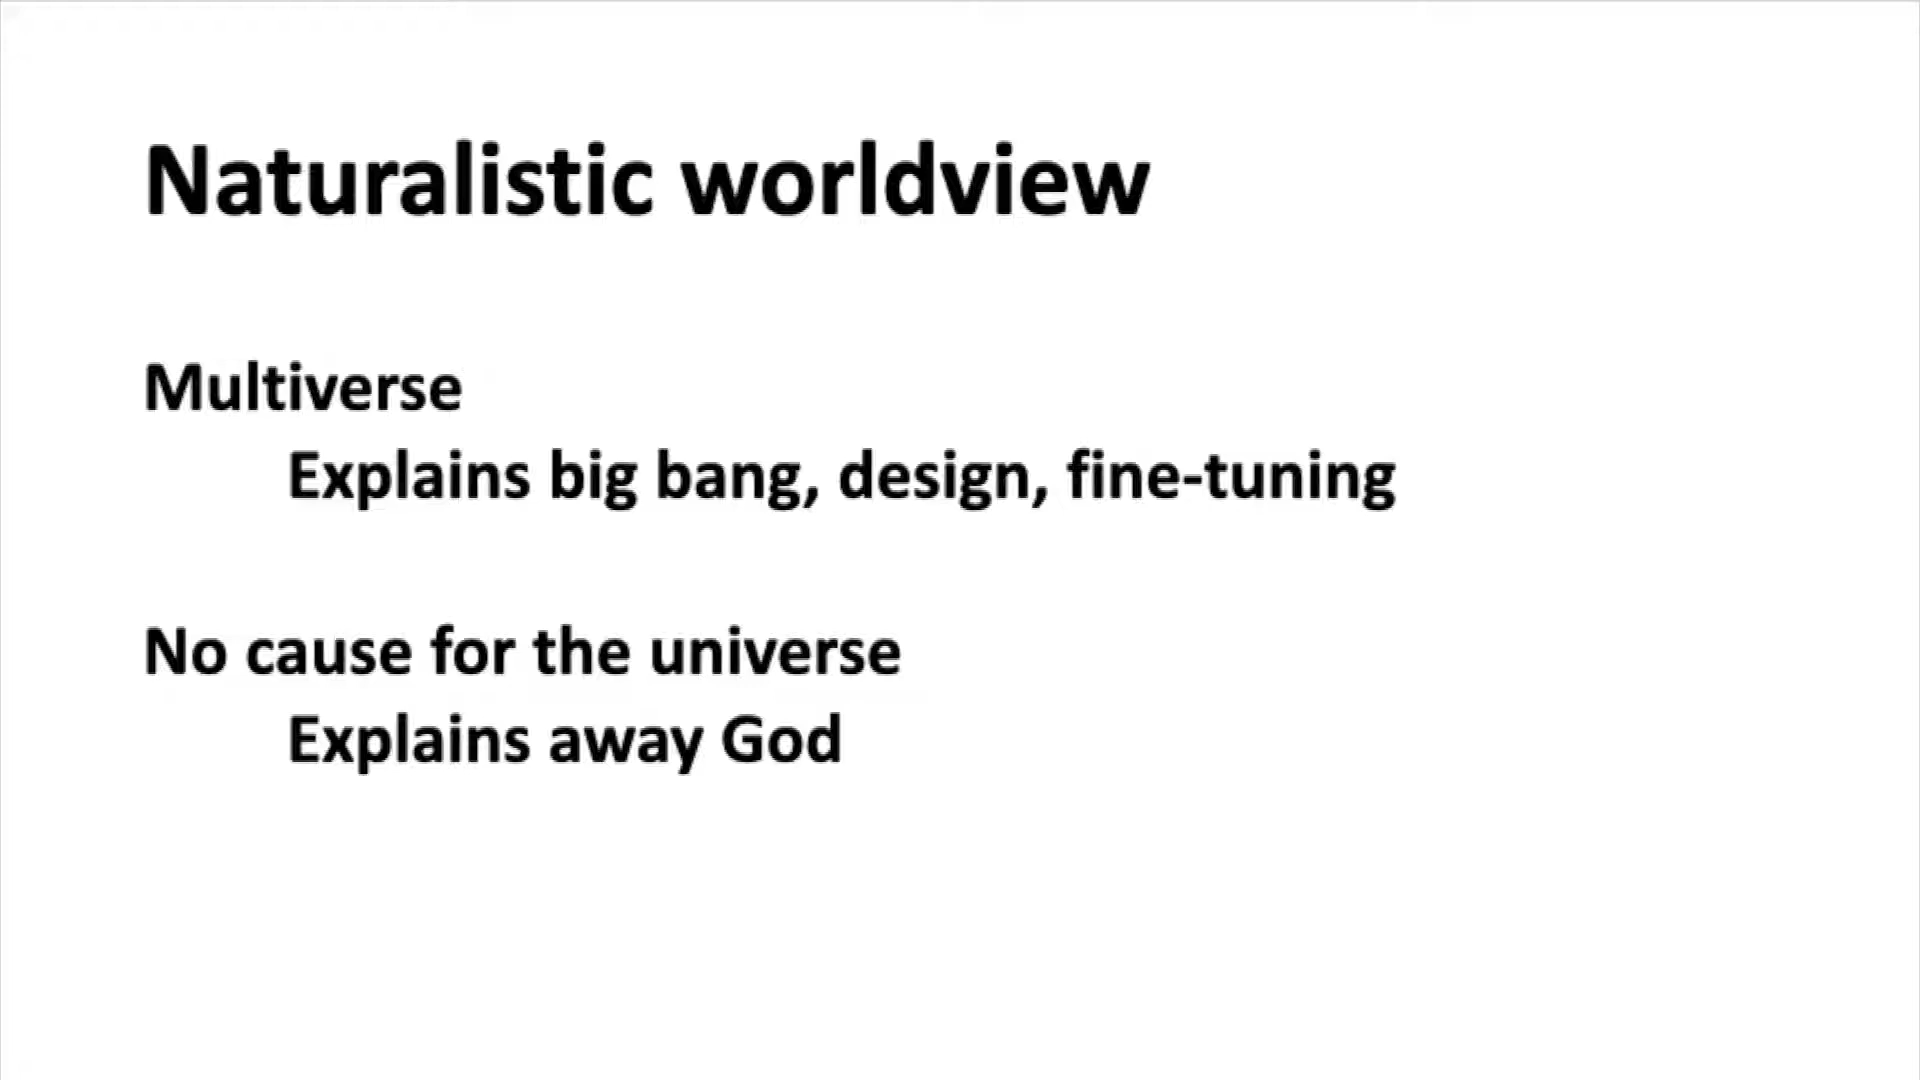 Naturalistic worldview
Multiverse
Explains big bang, design, fine-tuning
No cause for the universe
Explains away God